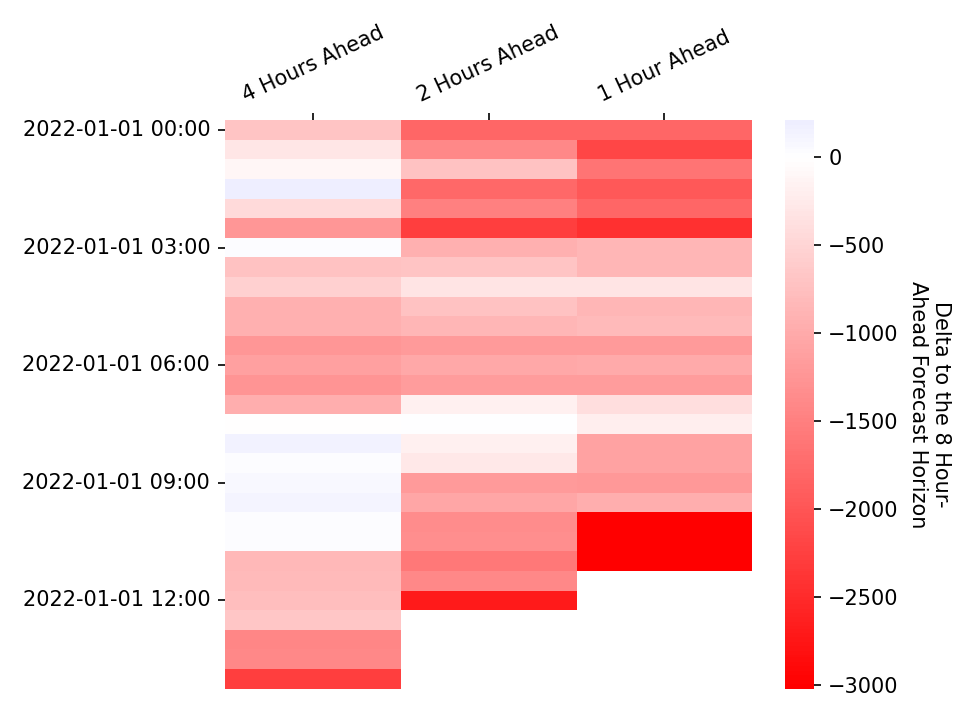 4 Hours Ahead
2 Hours Ahead
1 Hour Ahead
2022-01-01 00:00
2022-01-01 03:00
2022-01-01 06:00
2022-01-01 09:00
2022-01-01 12:00
0
−500
−1000
−1500
−2000
−2500
−3000
Delta to the 8 Hour-
Ahead Forecast Horizon